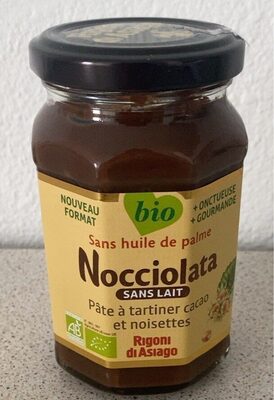 NOUVEAU
FORMAT
bio
+ ONCTUEUSE
+ GOURMANDE
Sans huile de palme
Nocciolata
SANS LAIT
Pâte à tartiner cacao
et noisettes
AB
Rigoni
di Asiago